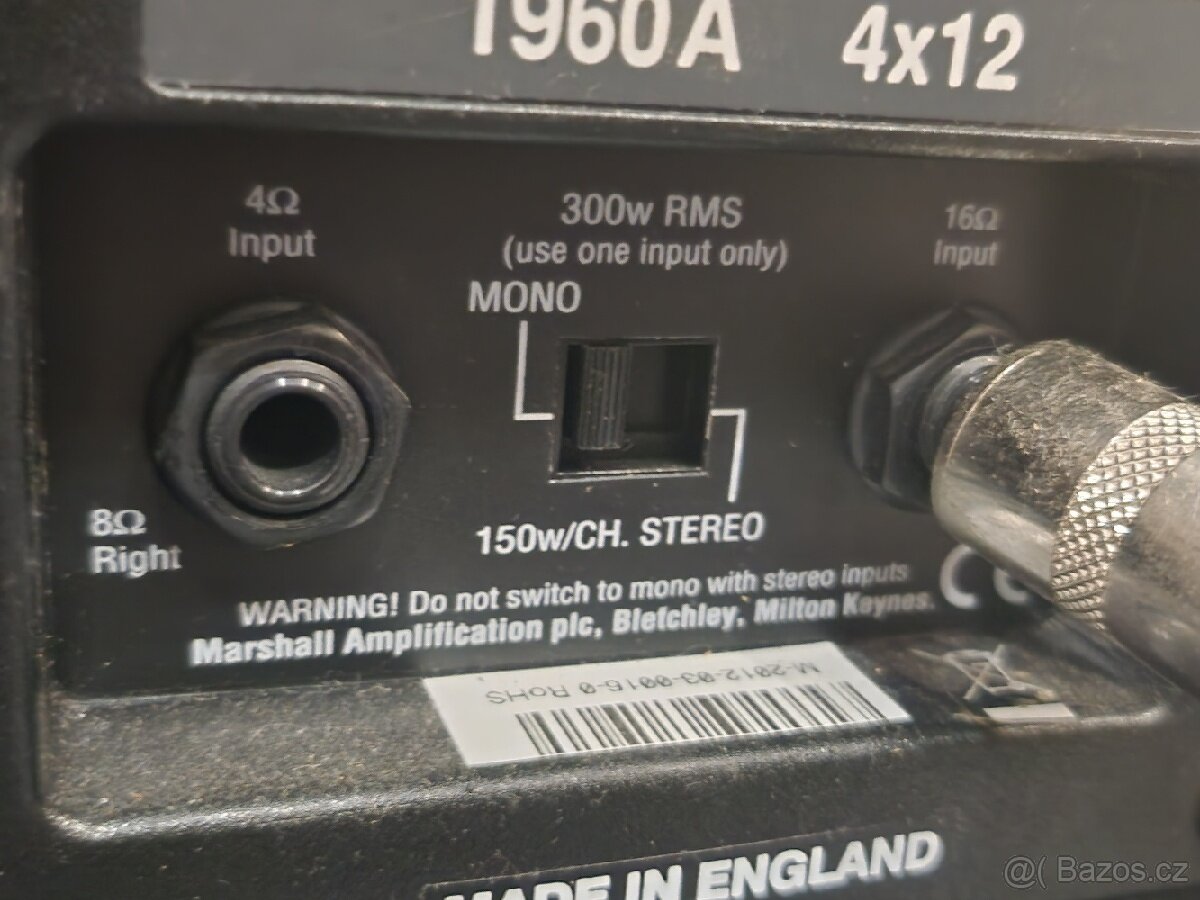 1960A 4x12
4Ω
Input
300w RMS
(use one input only)
16Ω
Input
MONO
8Ω
Right
150w/CH. STEREO
WARNING! Do not switch to mono with stereo inputs
Marshall Amplification plc, Bletchley, Milton Keynes.
CE
M-2012-03-0016-0 RoHS
MADE IN ENGLAND
@( Bazos.cz